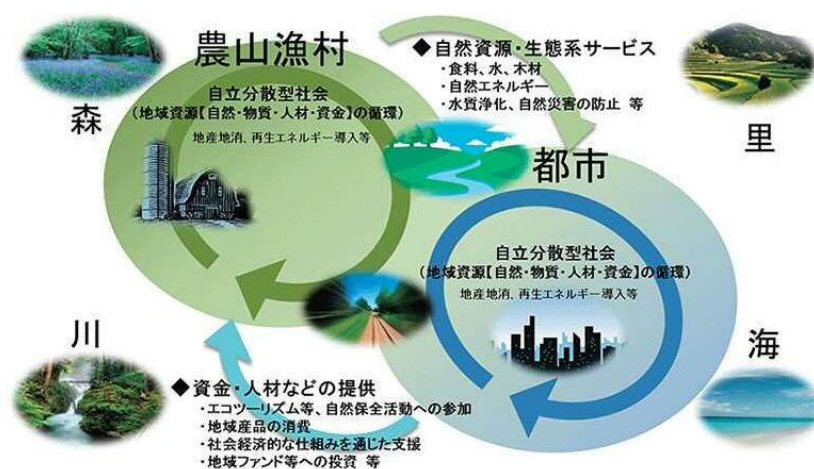 農山漁村
自立分散型社会
(地域資源【自然・物質・人材・資金】の循環)
地産地消、再生エネルギー導入等
◆自然資源・生態系サービス
・食料、水、木材
・自然エネルギー
・水質浄化、自然災害の防止 等
森
里
都市
自立分散型社会
(地域資源【自然・物質・人材・資金】の循環)
地産地消、再生エネルギー導入等
川
海
◆資金・人材などの提供
・エコツーリズム等、自然保全活動への参加
・地域産品の消費
・社会経済的な仕組みを通じた支援
・地域ファンド等への投資 等